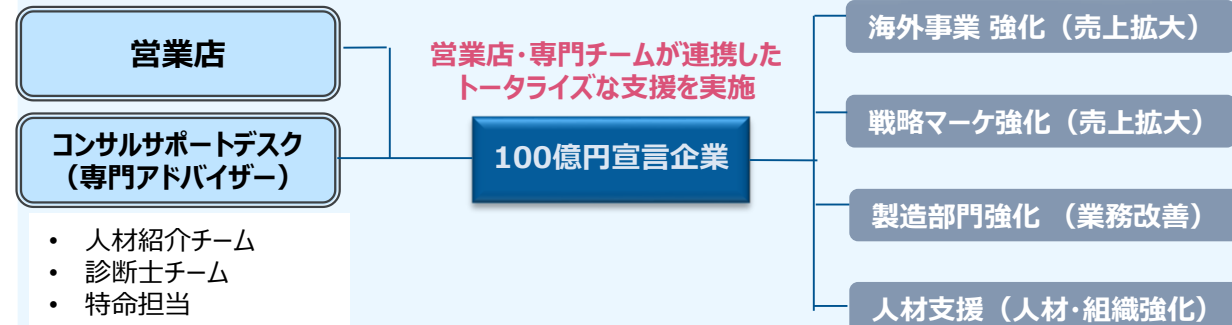 営業店
コンサルサポートデスク
（専門アドバイザー）
• 人材紹介チーム
• 診断士チーム
• 特命担当
営業店・専門チームが連携した
トータライズな支援を実施
100億円宣言企業
海外事業 強化（売上拡大）
戦略マーケ強化（売上拡大）
製造部門強化 （業務改善）
人材支援（人材・組織強化）